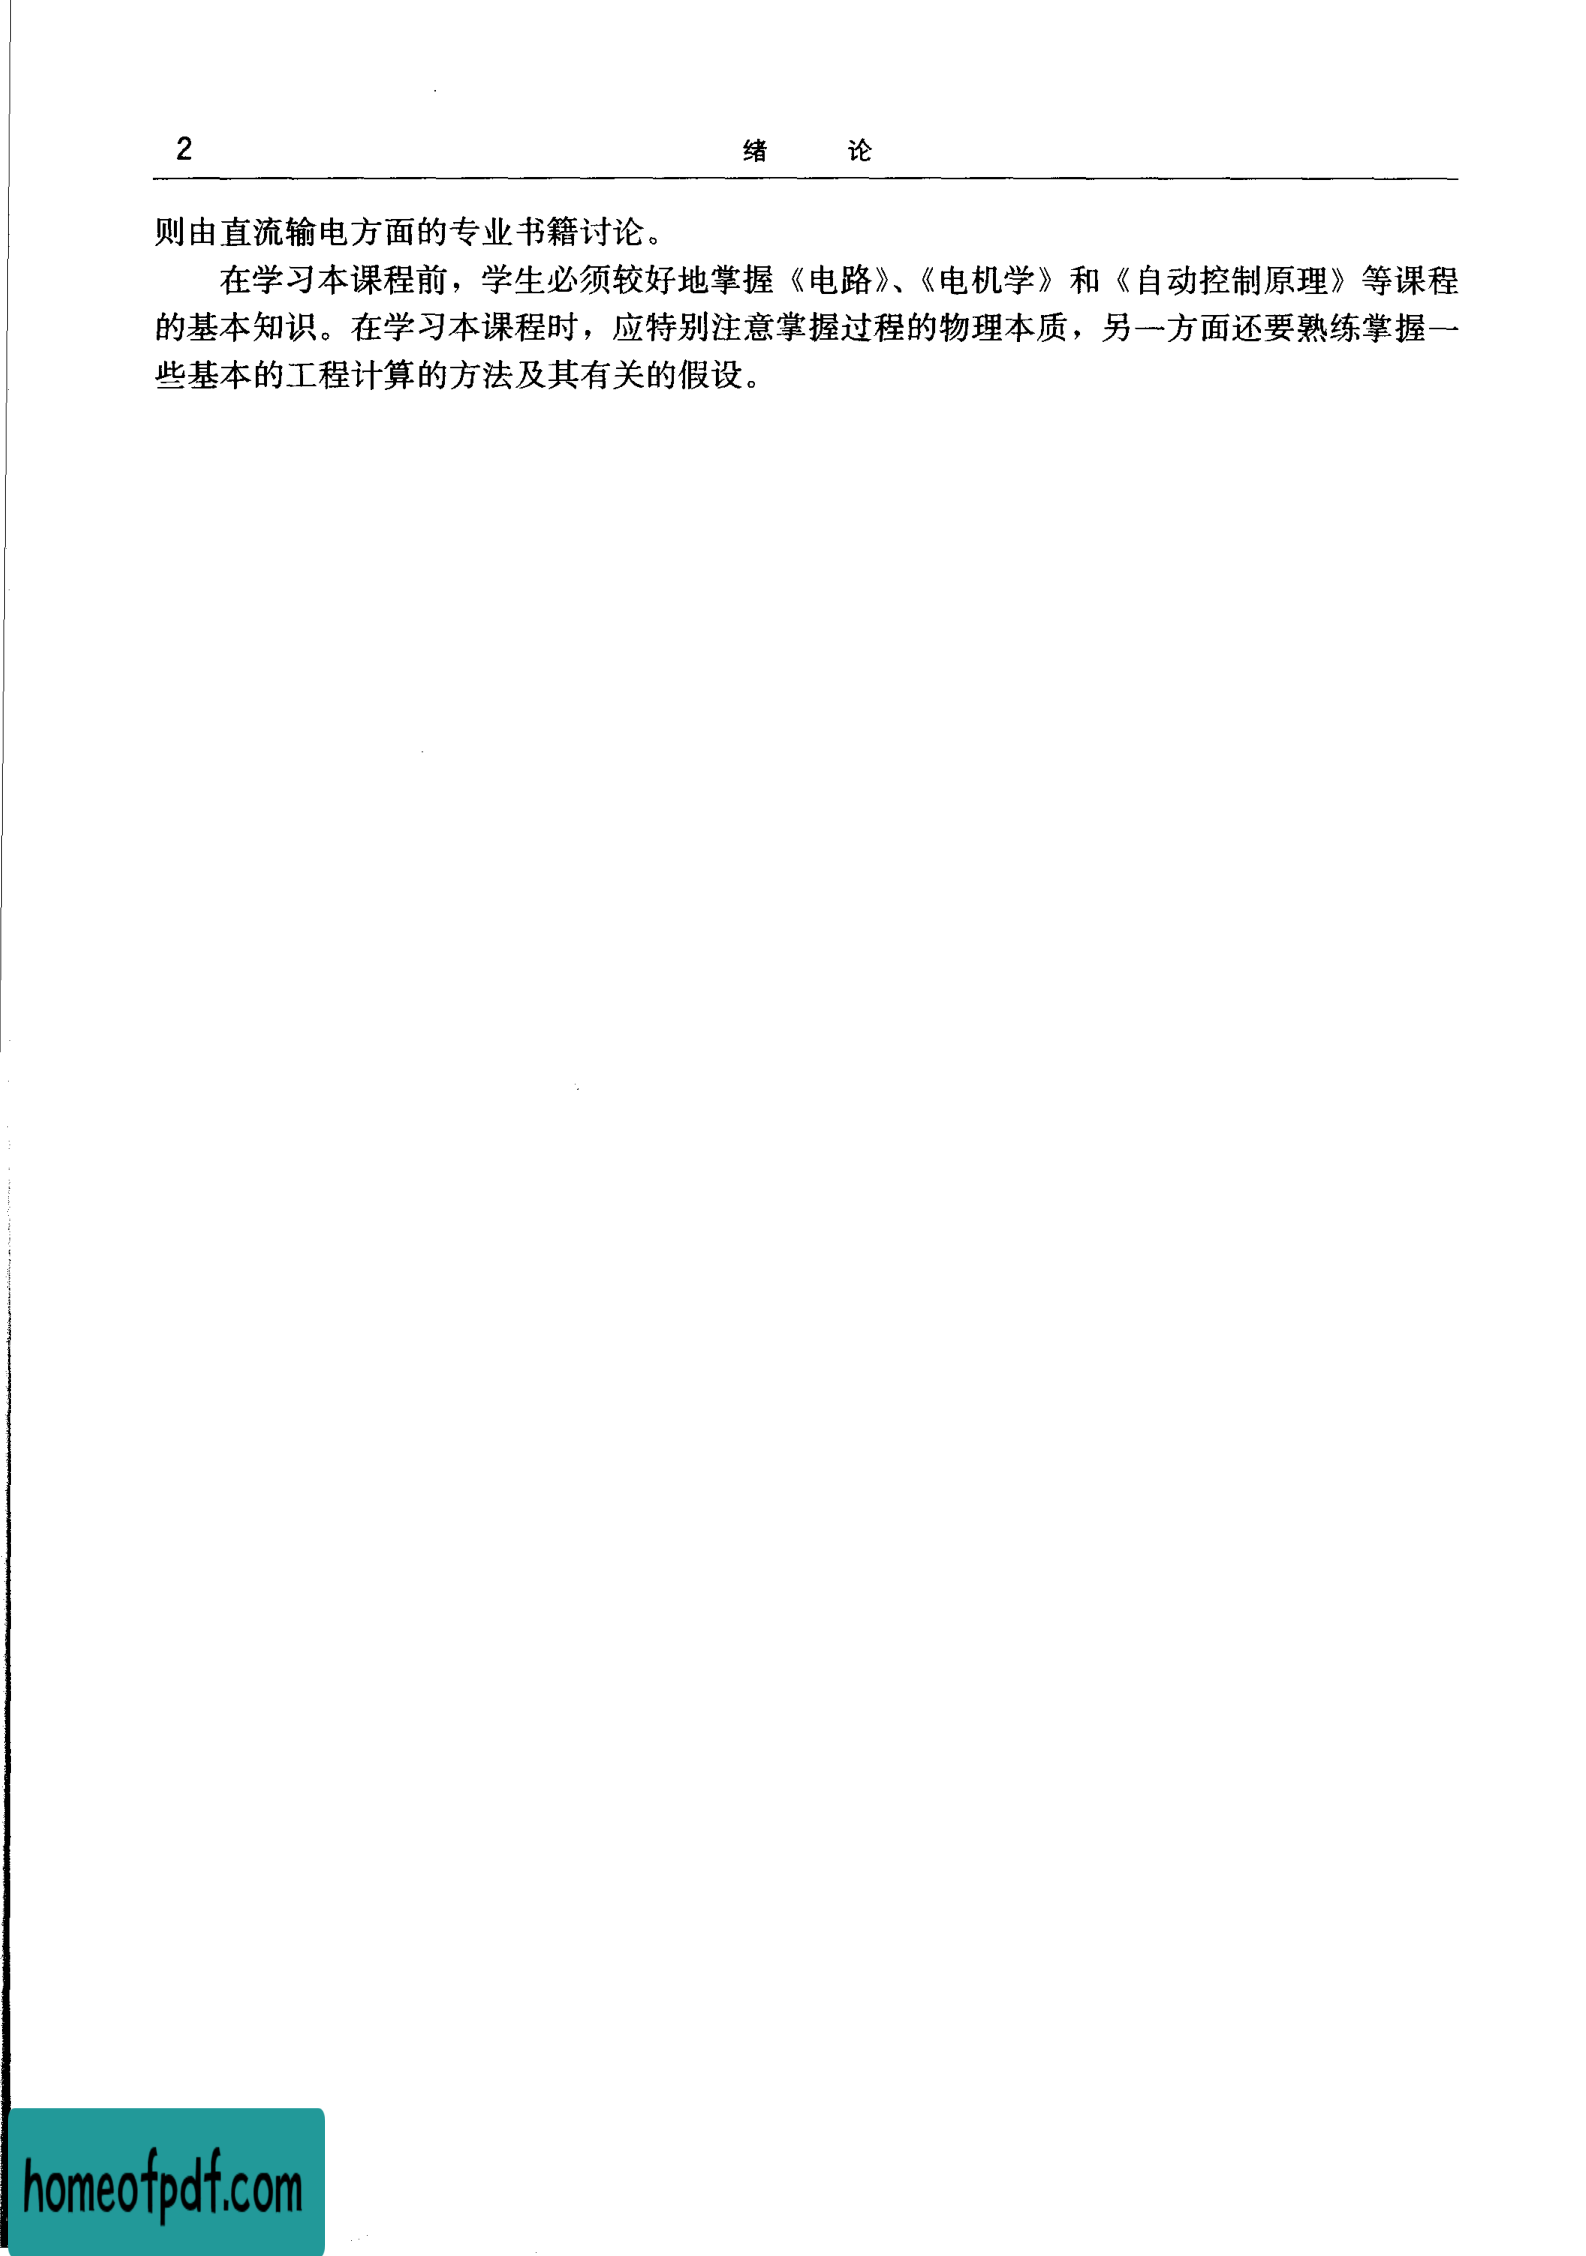 2 绪 论
则由直流输电方面的专业书籍讨论。
在学习本课程前，学生必须较好地掌握《电路》、《电机学》和《自动控制原理》等课程
的基本知识。在学习本课程时，应特别注意掌握过程的物理本质，另一方面还要熟练掌握一
些基本的工程计算的方法及其有关的假设。
homeofpdf.com